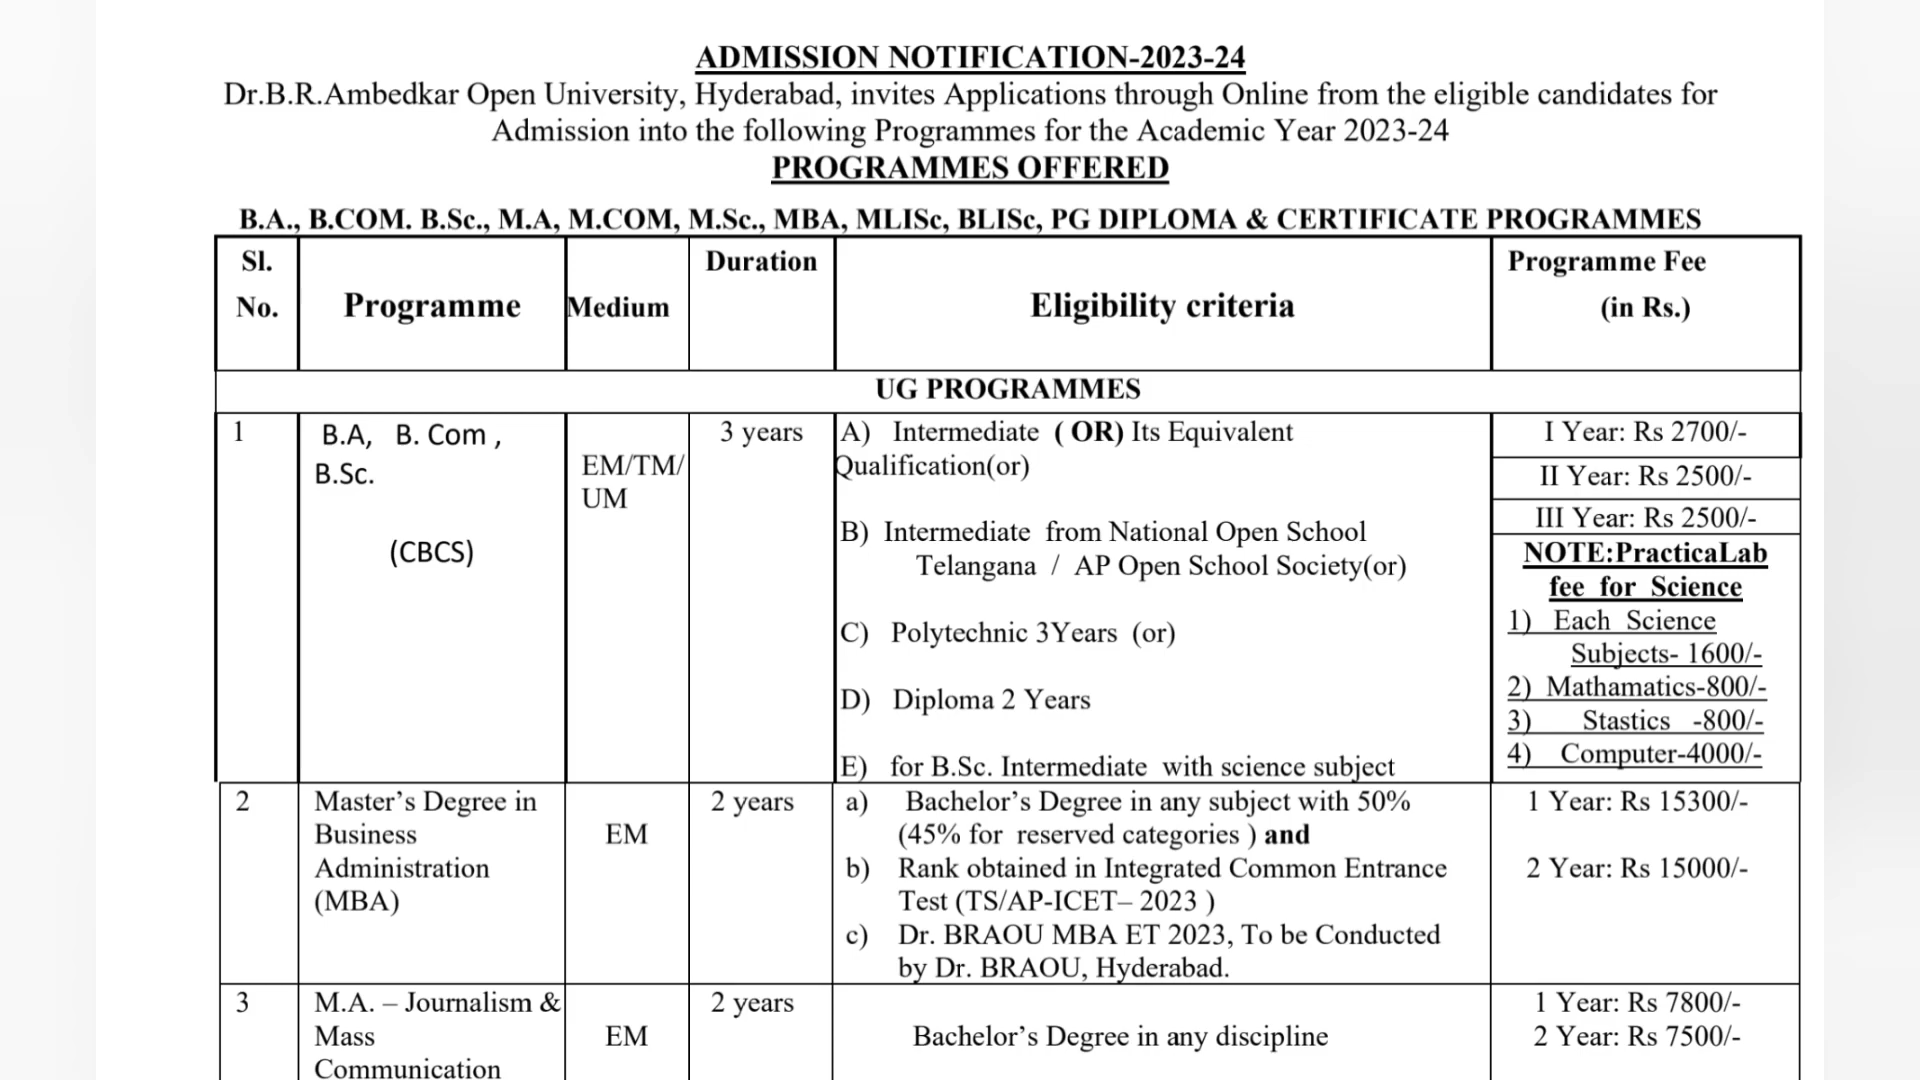 ADMISSION NOTIFICATION-2023-24
Dr.B.R.Ambedkar Open University, Hyderabad, invites Applications through Online from the eligible candidates for
Admission into the following Programmes for the Academic Year 2023-24
PROGRAMMES OFFERED
B.A., B.COM. B.Sc., M.A, M.COM, M.Sc., MBA, MLISc, BLISc, PG DIPLOMA & CERTIFICATE PROGRAMMES
Sl.
No.
Programme
Medium
Duration
Eligibility criteria
Programme Fee
(in Rs.)
UG PROGRAMMES
1
B.A, B. Com ,
B.Sc.
(CBCS)
EM/TM/
UM
3 years
A) Intermediate ( OR) Its Equivalent
Qualification(or)
B) Intermediate from National Open School
Telangana / AP Open School Society(or)
C) Polytechnic 3Years (or)
D) Diploma 2 Years
E) for B.Sc. Intermediate with science subject
I Year: Rs 2700/-
II Year: Rs 2500/-
III Year: Rs 2500/-
NOTE:PracticaLab
fee for Science
1) Each Science
Subjects- 1600/-
2) Mathamatics-800/-
3) Stastics -800/-
4) Computer-4000/-
2
Master’s Degree in
Business
Administration
(MBA)
EM
2 years
a) Bachelor’s Degree in any subject with 50%
(45% for reserved categories ) and
b) Rank obtained in Integrated Common Entrance
Test (TS/AP-ICET– 2023 )
c) Dr. BRAOU MBA ET 2023, To be Conducted
by Dr. BRAOU, Hyderabad.
1 Year: Rs 15300/-
2 Year: Rs 15000/-
3
M.A. – Journalism &
Mass
Communication
EM
2 years
Bachelor’s Degree in any discipline
1 Year: Rs 7800/-
2 Year: Rs 7500/-